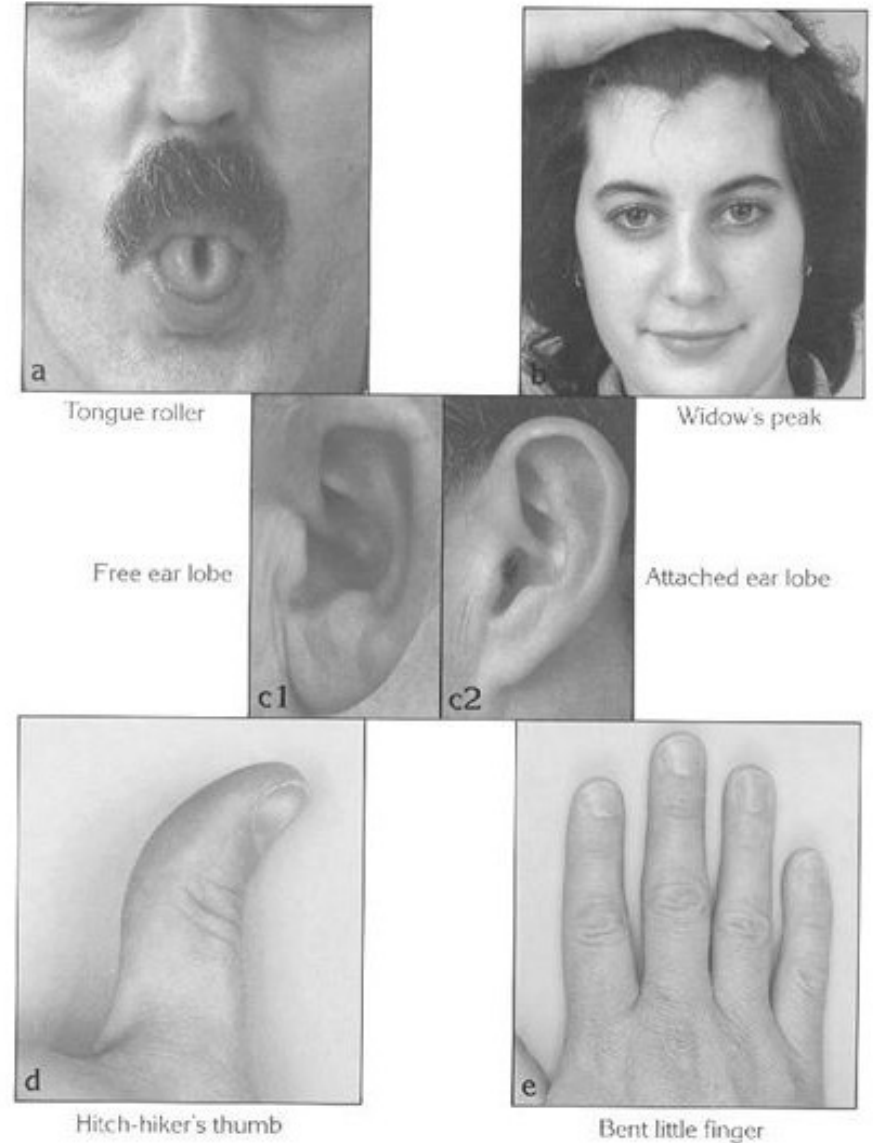 a
Tongue roller
b
Widow's peak
Free ear lobe
c1
c2
Attached ear lobe
d
Hitch-hiker's thumb
e
Bent little finger